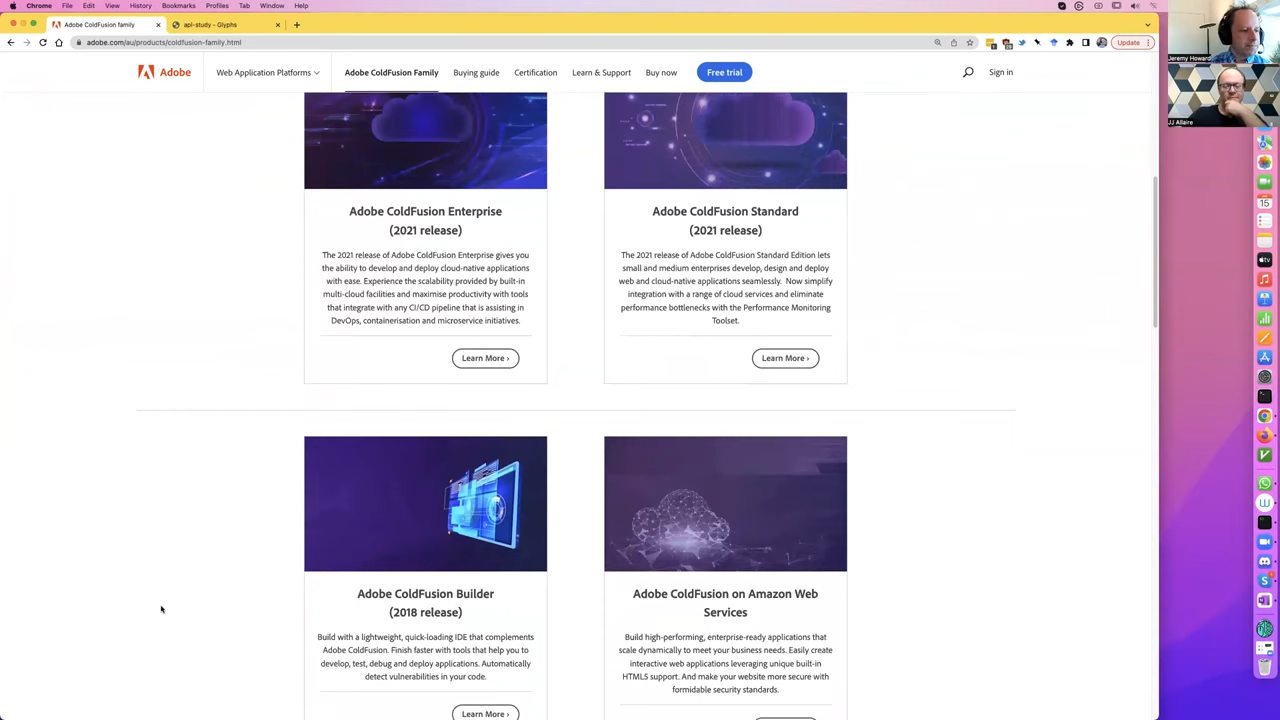 Chrome File Edit View History Bookmarks Profiles Tab Window Help
Adobe ColdFusion family
apl-study - Glyphs
adobe.com/au/products/coldfusion-family.html
Update
Adobe
Web Application Platforms
Adobe ColdFusion Family
Buying guide
Certification
Learn & Support
Buy now
Free trial
Sign in
Jeremy Howard
JJ Allaire
15
Adobe ColdFusion Enterprise
(2021 release)
The 2021 release of Adobe ColdFusion Enterprise gives you
the ability to develop and deploy cloud-native applications
with ease. Experience the scalability provided by built-in
multi-cloud facilities and maximise productivity with tools
that integrate with any CI/CD pipeline that is assisting in
DevOps, containerisation and microservice initiatives.
Learn More ›
Adobe ColdFusion Standard
(2021 release)
The 2021 release of Adobe ColdFusion Standard Edition lets
small and medium enterprises develop, design and deploy
web and cloud-native applications seamlessly. Now simplify
integration with a range of cloud services and eliminate
performance bottlenecks with the Performance Monitoring
Toolset.
Learn More ›
Adobe ColdFusion Builder
(2018 release)
Build with a lightweight, quick-loading IDE that complements
Adobe ColdFusion. Finish faster with tools that help you to
develop, test, debug and deploy applications. Automatically
detect vulnerabilities in your code.
Learn More ›
Adobe ColdFusion on Amazon Web
Services
Build high-performing, enterprise-ready applications that
scale dynamically to meet your business needs. Easily create
interactive web applications leveraging unique built-in
HTML5 support. And make your website more secure with
formidable security standards.